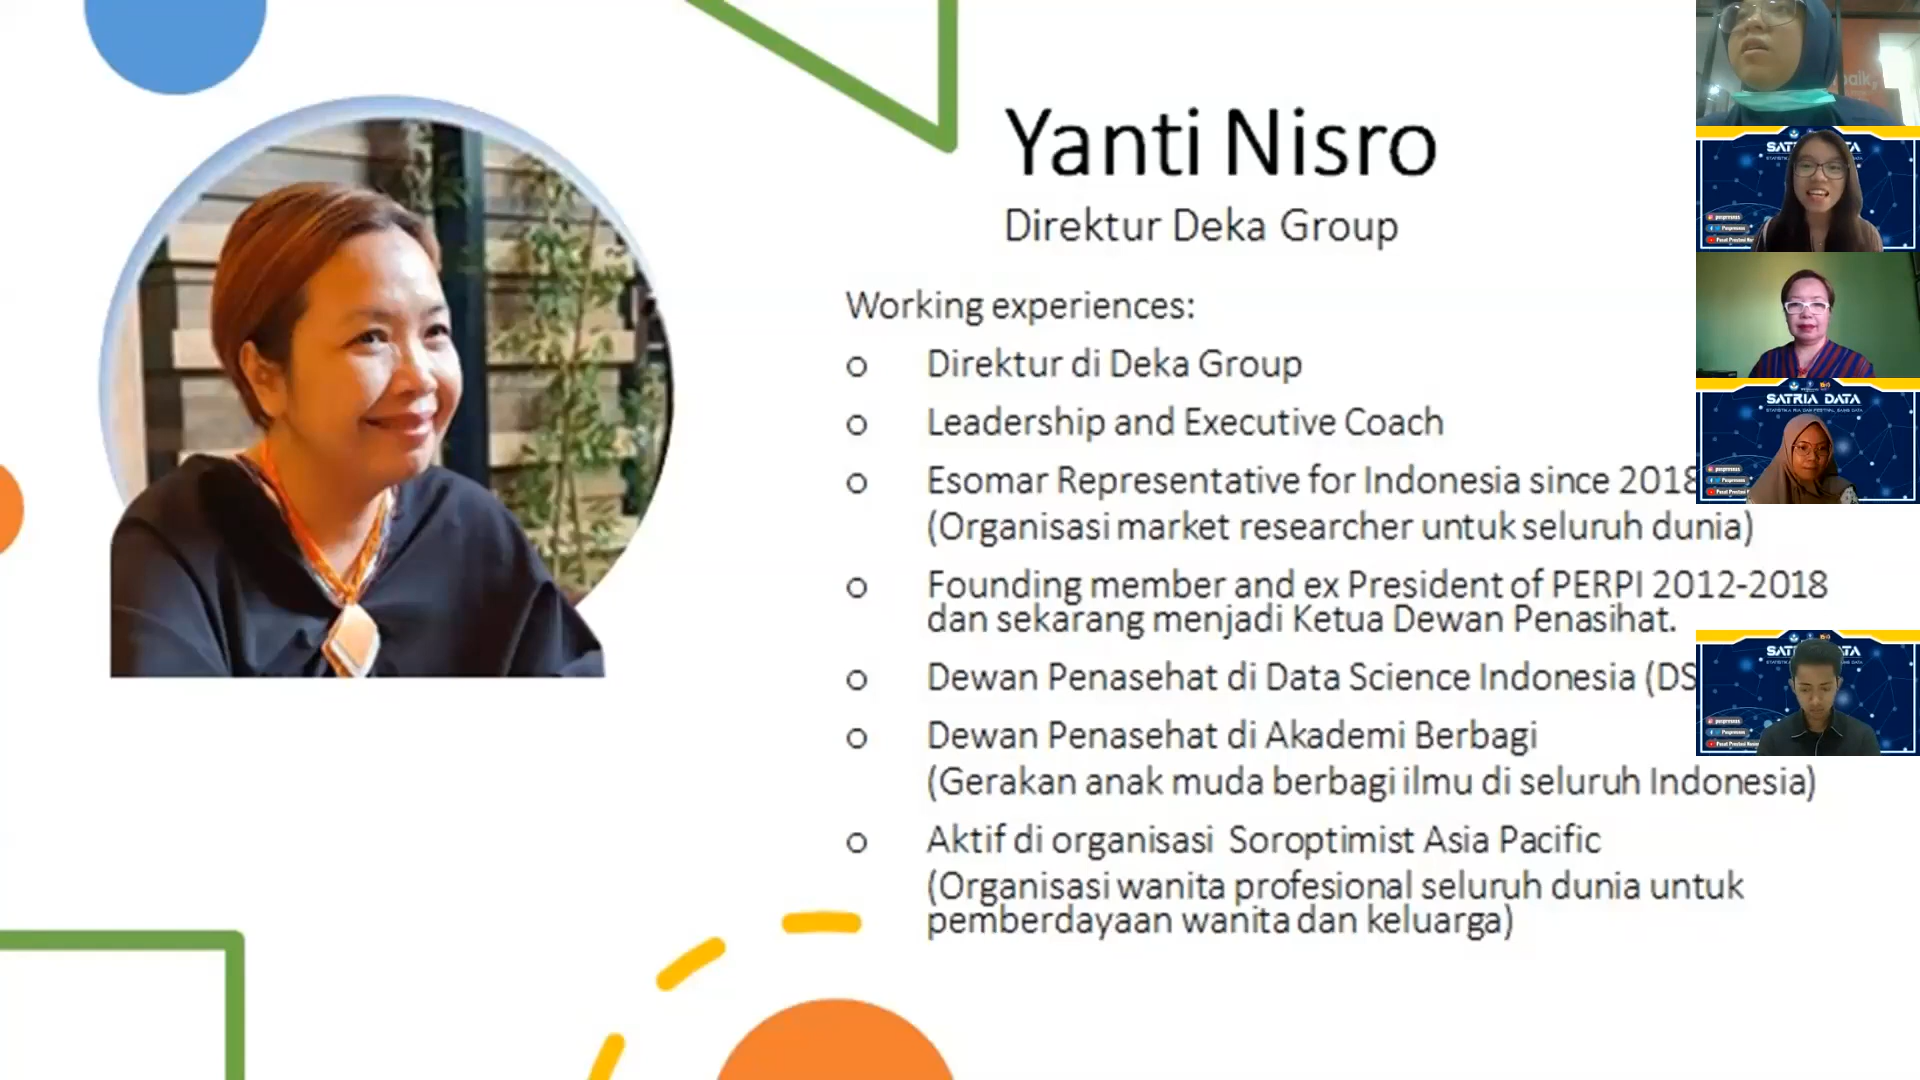 Yanti Nisro
Direktur Deka Group
Working experiences:
o Direktur di Deka Group
o Leadership and Executive Coach
o Esomar Representative for Indonesia since 2018
(Organisasi market researcher untuk seluruh dunia)
o Founding member and ex President of PERPI 2012-2018
dan sekarang menjadi Ketua Dewan Penasihat.
o Dewan Penasehat di Data Science Indonesia (DS
o Dewan Penasehat di Akademi Berbagi
(Gerakan anak muda berbagi ilmu di seluruh Indonesia)
o Aktif di organisasi Soroptimist Asia Pacific
(Organisasi wanita profesional seluruh dunia untuk
pemberdayaan wanita dan keluarga)
baik,
SATRIA DATA
puspresnas
Puspresnas